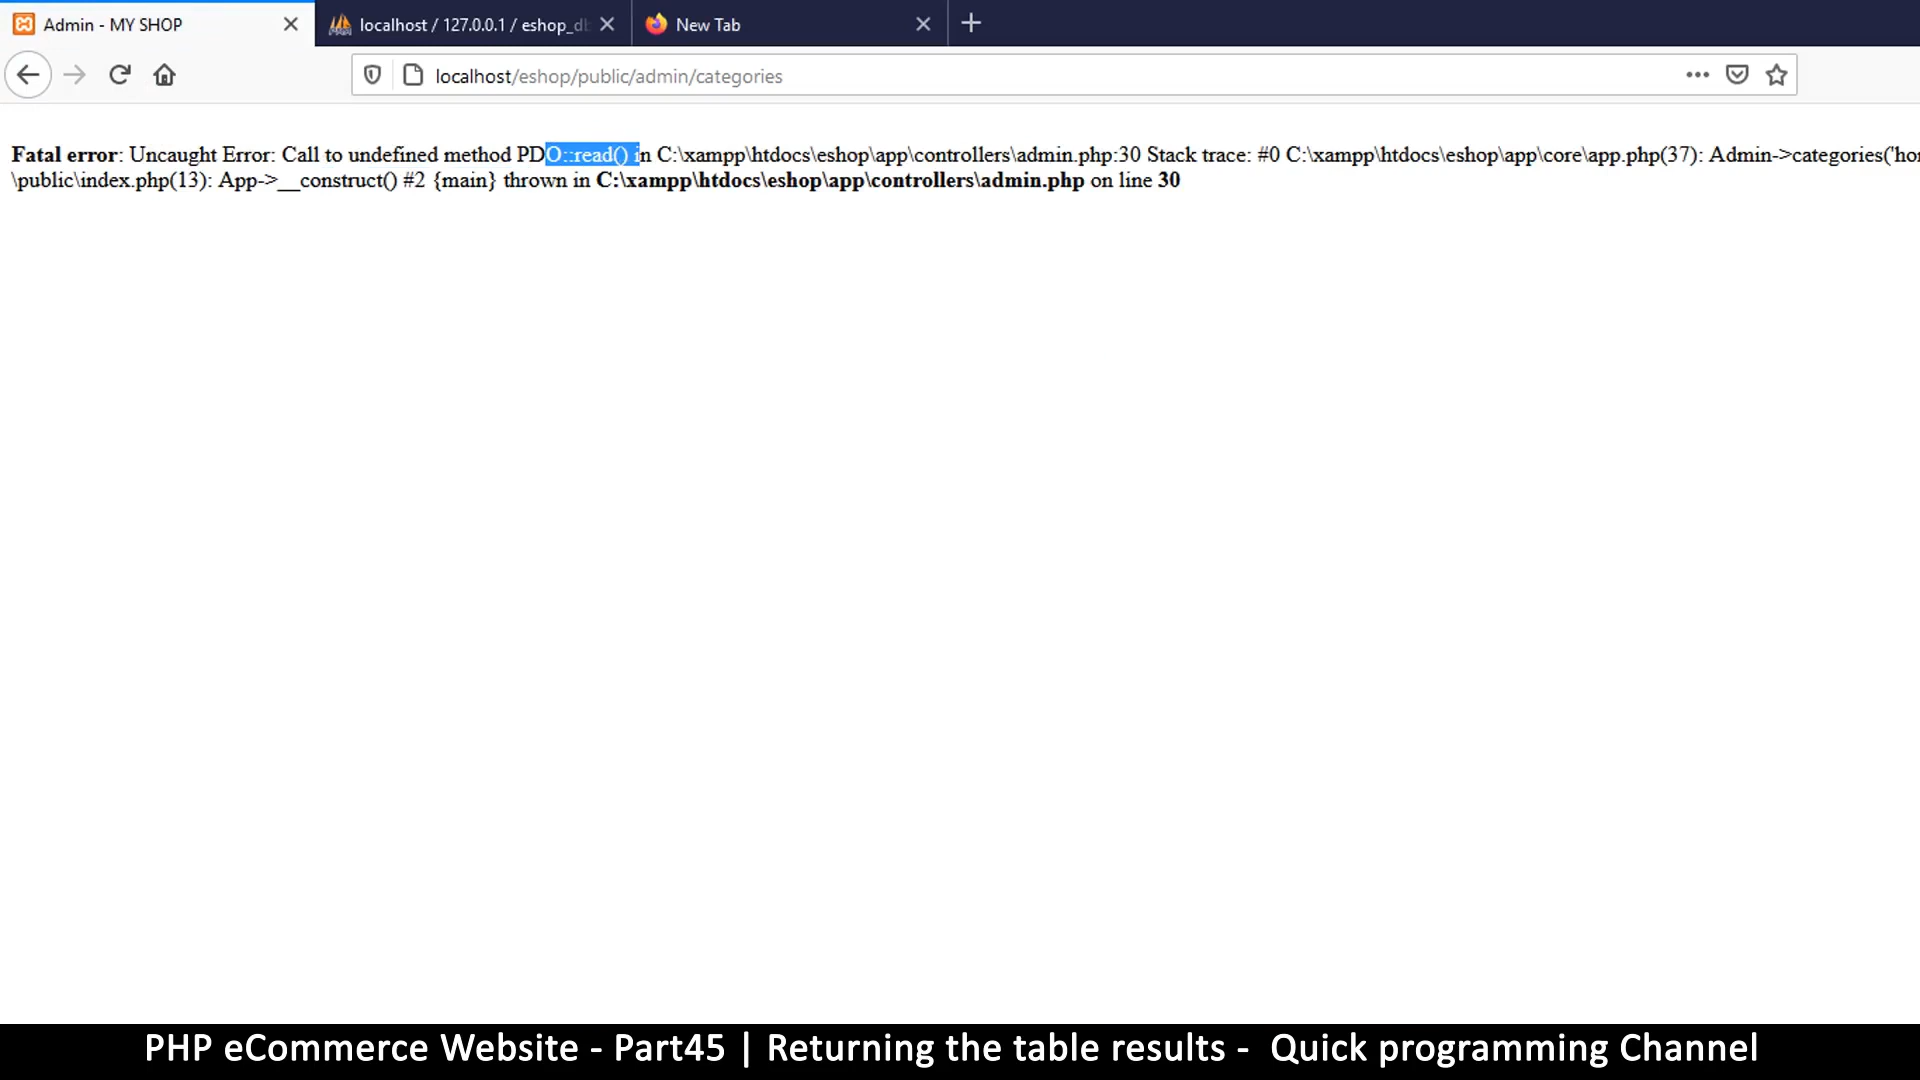 Admin - MY SHOP
localhost / 127.0.0.1 / eshop_db
New Tab
localhost/eshop/public/admin/categories
Fatal error: Uncaught Error: Call to undefined method PDO::read() in C:\xampp\htdocs\eshop\app\controllers\admin.php:30 Stack trace: #0 C:\xampp\htdocs\eshop\app\core\app.php(37): Admin->categories('ho
\public\index.php(13): App->__construct() #2 {main} thrown in C:\xampp\htdocs\eshop\app\controllers\admin.php on line 30
PHP eCommerce Website - Part45 | Returning the table results - Quick programming Channel